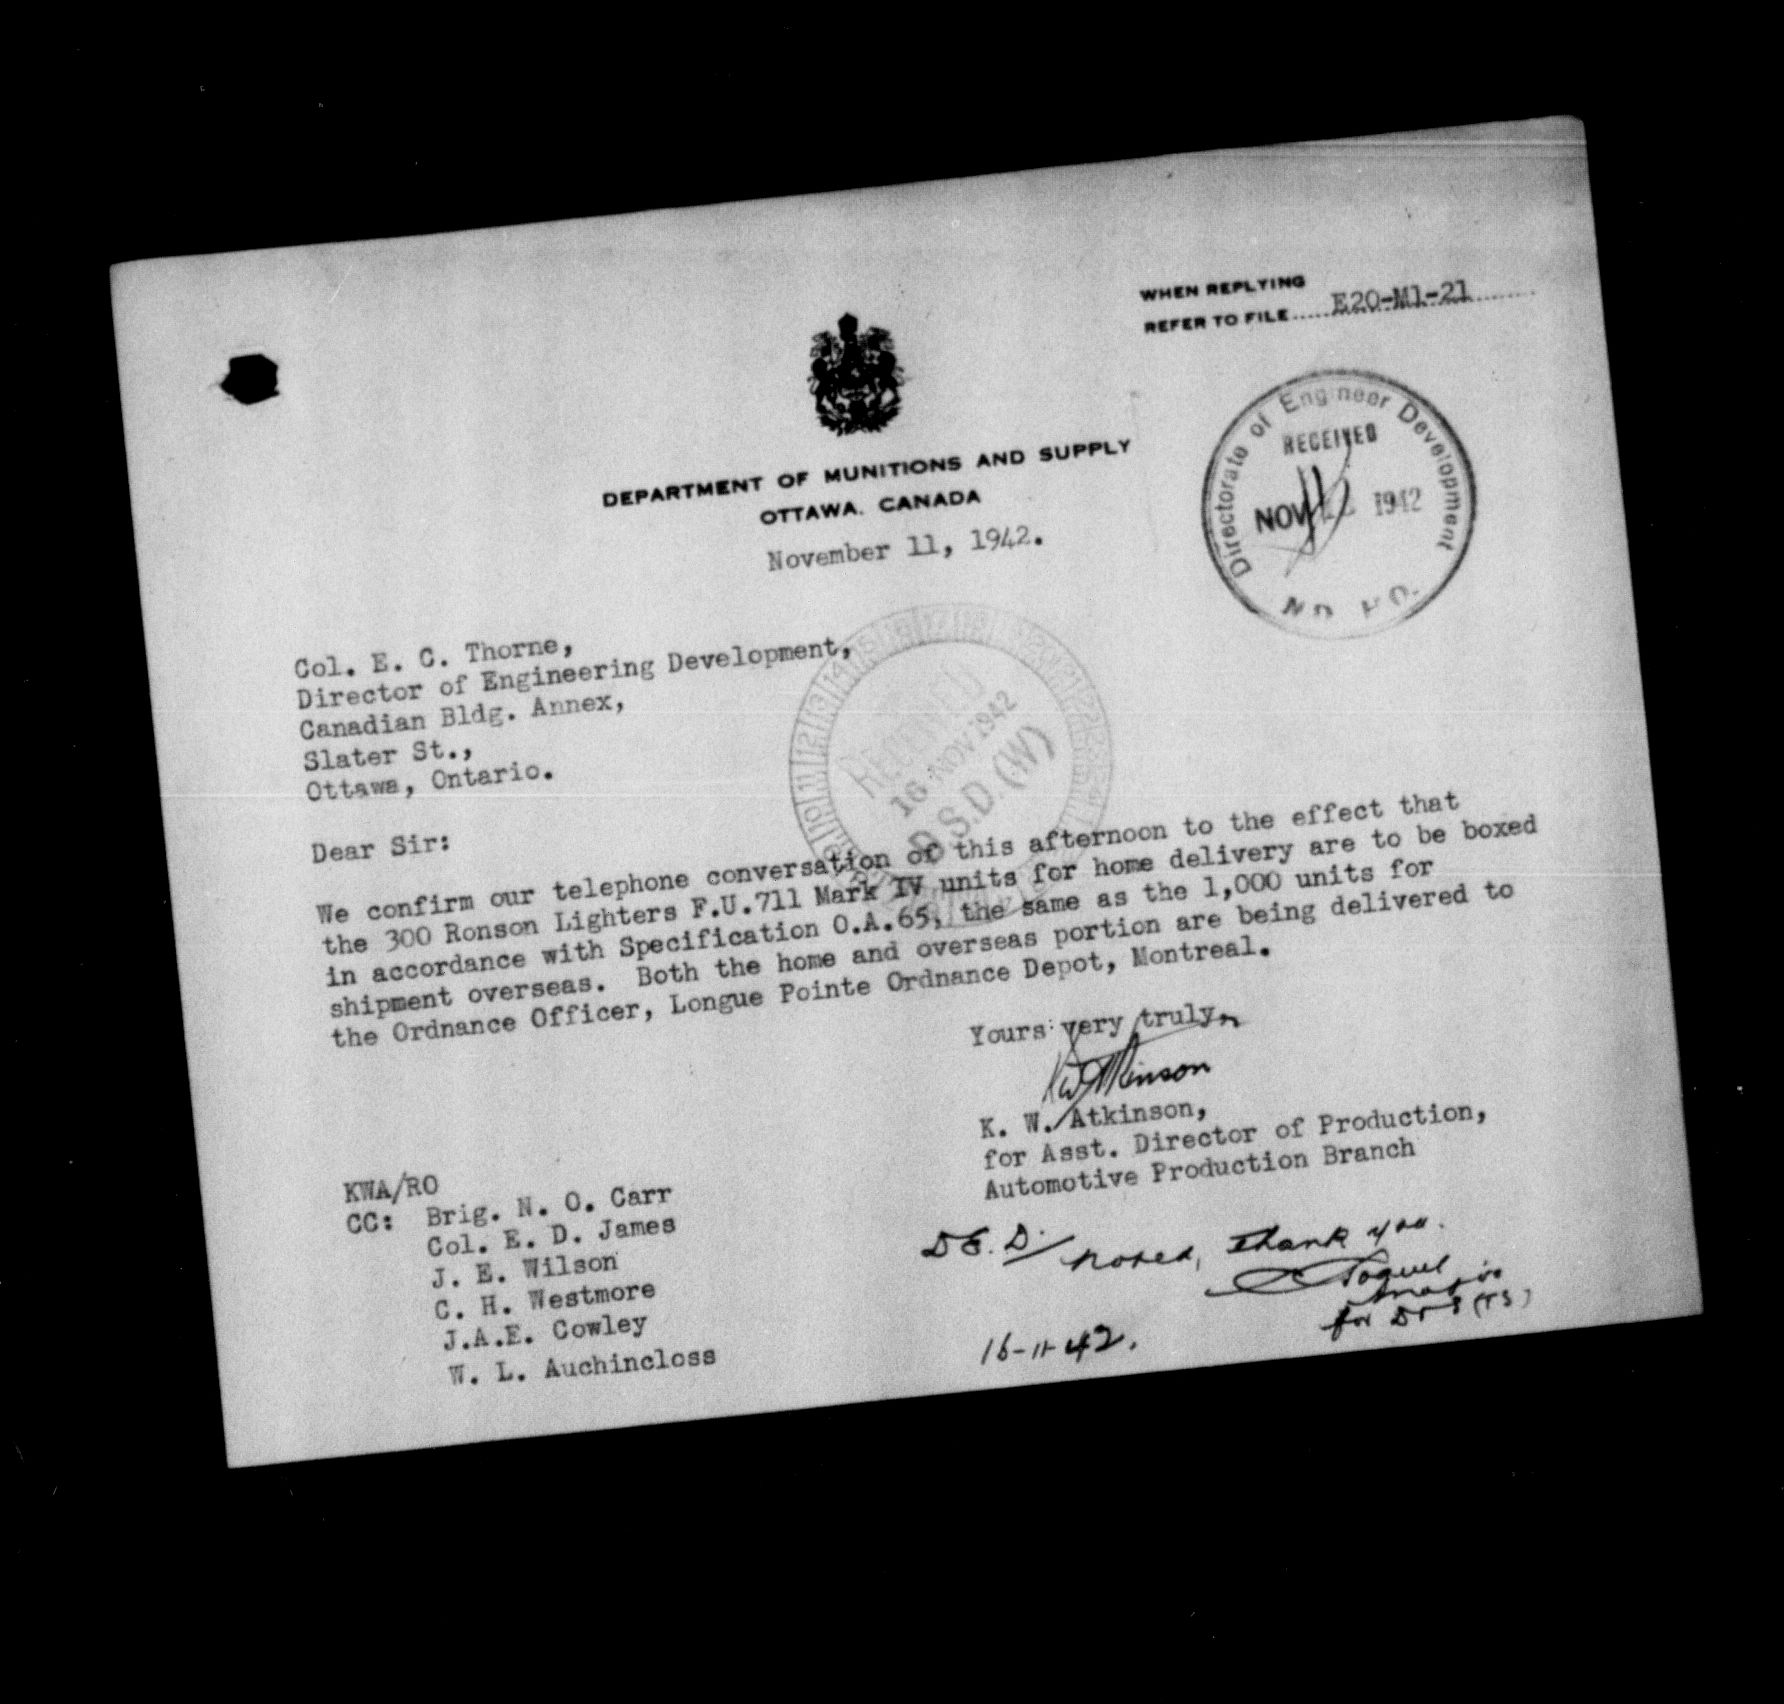 WHEN REPLYING
REFER TO FILE E20-M1-21
DEPARTMENT OF MUNITIONS AND SUPPLY
OTTAWA. CANADA
November 11, 1942.
Directorate of Engineer Development
RECEIVED
NOV 1942
N.D. H.Q.
Col. E. C. Thorne,
Director of Engineering Development,
Canadian Bldg. Annex,
Slater St.,
Ottawa, Ontario.
RECEIVED
16 NOV 1942
D.S.D. (W)
Dear Sir:
We confirm our telephone conversation of this afternoon to the effect that
the 300 Ronson Lighters F.U.711 Mark IV units for home delivery are to be boxed
in accordance with Specification O.A.65, the same as the 1,000 units for
shipment overseas. Both the home and overseas portion are being delivered to
the Ordnance Officer, Longue Pointe Ordnance Depot, Montreal.
Yours very truly,
KWAtkinson
K. W. Atkinson,
for Asst. Director of Production,
Automotive Production Branch
KWA/RO
CC: Brig. N. O. Carr
Col. E. D. James
J. E. Wilson
C. H. Westmore
J.A.E. Cowley
W. L. Auchincloss
D.E.D. Noted, thank you.
for
16-11-42.